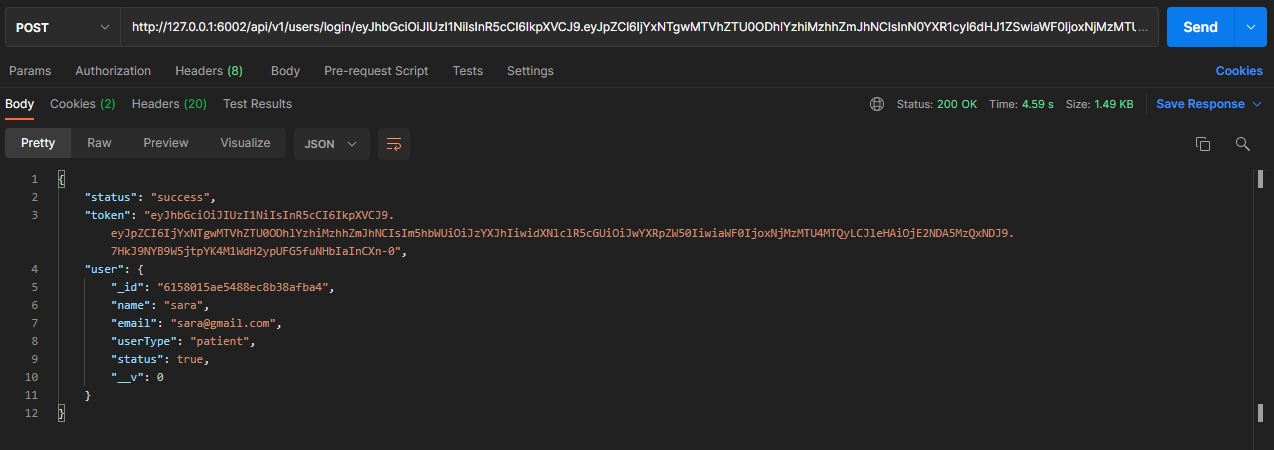 POST http://127.0.0.1:6002/api/v1/users/login/eyJhbGciOiJIUzI1NiIsInR5cCI6IkpXVCJ9.eyJpZCI6IjYxNTgwMTVhZTU0ODhlYzhiMzhhZmJhNCIsInN0YXR1cyI6dHJ1ZSwiaWF0IjoxNjMzMTU... Send
Params Authorization Headers (8) Body Pre-request Script Tests Settings Cookies
Body Cookies (2) Headers (20) Test Results Status: 200 OK Time: 4.59 s Size: 1.49 KB Save Response
Pretty Raw Preview Visualize JSON
1 {
2 "status": "success",
3 "token": "eyJhbGciOiJIUzI1NiIsInR5cCI6IkpXVCJ9.
eyJpZCI6IjYxNTgwMTVhZTU0ODhlYzhiMzhhZmJhNCIsIm5hbWUiOiJzYXJhIiwidXNlclR5cGUiOiJwYXRpZW50IiwiaWF0IjoxNjMzMTU4MTQyLCJleHAiOjE2NDA5MzQxNDJ9.
7HkJ9NYB9W5jtpYK4M1WdH2ypUFG5fuNHbIaInCXn-0",
4 "user": {
5 "_id": "6158015ae5488ec8b38afba4",
6 "name": "sara",
7 "email": "sara@gmail.com",
8 "userType": "patient",
9 "status": true,
10 "__v": 0
11 }
12 }